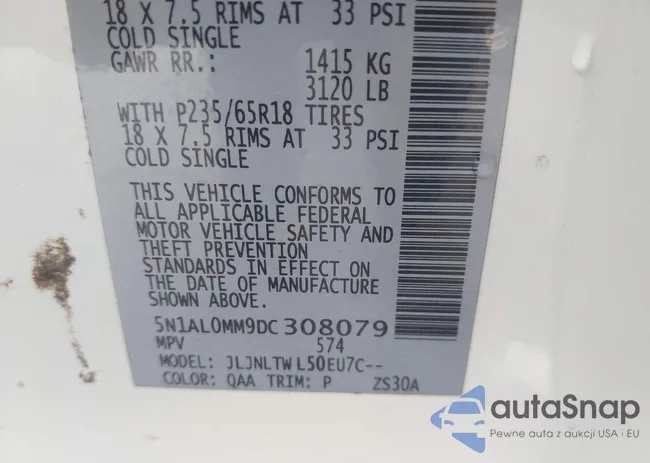 18 X 7.5 RIMS AT 33 PSI
COLD SINGLE
GAWR RR.: 1415 KG
3120 LB
WITH P235/65R18 TIRES
18 X 7.5 RIMS AT 33 PSI
COLD SINGLE
THIS VEHICLE CONFORMS TO
ALL APPLICABLE FEDERAL
MOTOR VEHICLE SAFETY AND
THEFT PREVENTION
STANDARDS IN EFFECT ON
THE DATE OF MANUFACTURE
SHOWN ABOVE.
5N1AL0MM9DC308079
MPV 574
MODEL: JLJNLTW L50EU7C--
COLOR: QAA TRIM: P ZS30A
autaSnap
Pewne auta z aukcji USA i EU